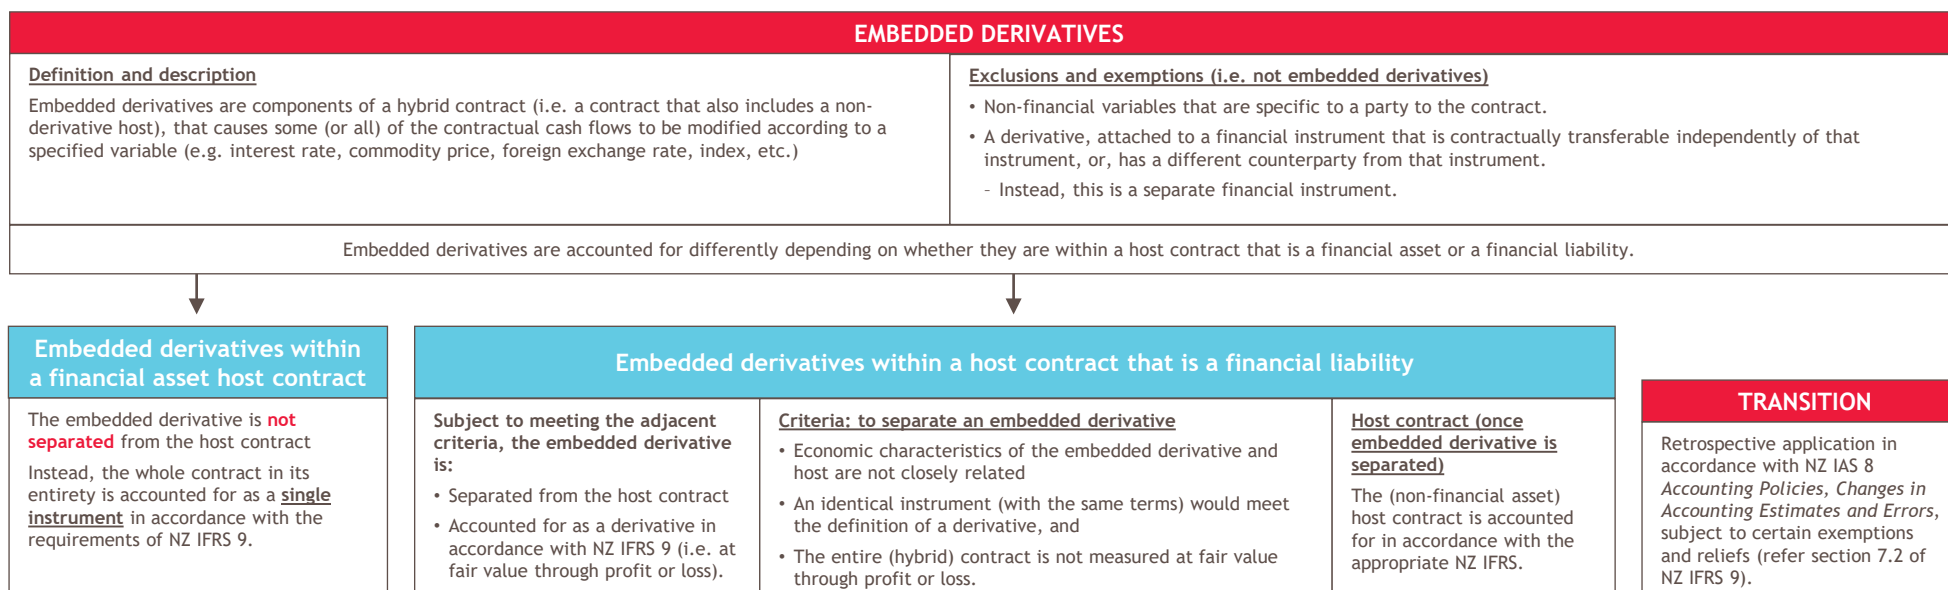 EMBEDDED DERIVATIVES
Definition and description
Embedded derivatives are components of a hybrid contract (i.e. a contract that also includes a non-
derivative host), that causes some (or all) of the contractual cash flows to be modified according to a
specified variable (e.g. interest rate, commodity price, foreign exchange rate, index, etc.)
Exclusions and exemptions (i.e. not embedded derivatives)
• Non-financial variables that are specific to a party to the contract.
• A derivative, attached to a financial instrument that is contractually transferable independently of that
instrument, or, has a different counterparty from that instrument.
– Instead, this is a separate financial instrument.
Embedded derivatives are accounted for differently depending on whether they are within a host contract that is a financial asset or a financial liability.
Embedded derivatives within
a financial asset host contract
The embedded derivative is not
separated from the host contract
Instead, the whole contract in its
entirety is accounted for as a single
instrument in accordance with the
requirements of NZ IFRS 9.
Embedded derivatives within a host contract that is a financial liability
Subject to meeting the adjacent
criteria, the embedded derivative
is:
• Separated from the host contract
• Accounted for as a derivative in
accordance with NZ IFRS 9 (i.e. at
fair value through profit or loss).
Criteria: to separate an embedded derivative
• Economic characteristics of the embedded derivative and
host are not closely related
• An identical instrument (with the same terms) would meet
the definition of a derivative, and
• The entire (hybrid) contract is not measured at fair value
through profit or loss.
Host contract (once
embedded derivative is
separated)
The (non-financial asset)
host contract is accounted
for in accordance with the
appropriate NZ IFRS.
TRANSITION
Retrospective application in
accordance with NZ IAS 8
Accounting Policies, Changes in
Accounting Estimates and Errors,
subject to certain exemptions
and reliefs (refer section 7.2 of
NZ IFRS 9).